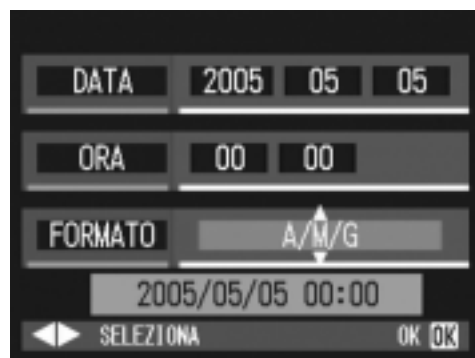 DATA 2005 05 05
ORA 00 00
FORMATO A/M/G
2005/05/05 00:00
SELEZIONA OK OK